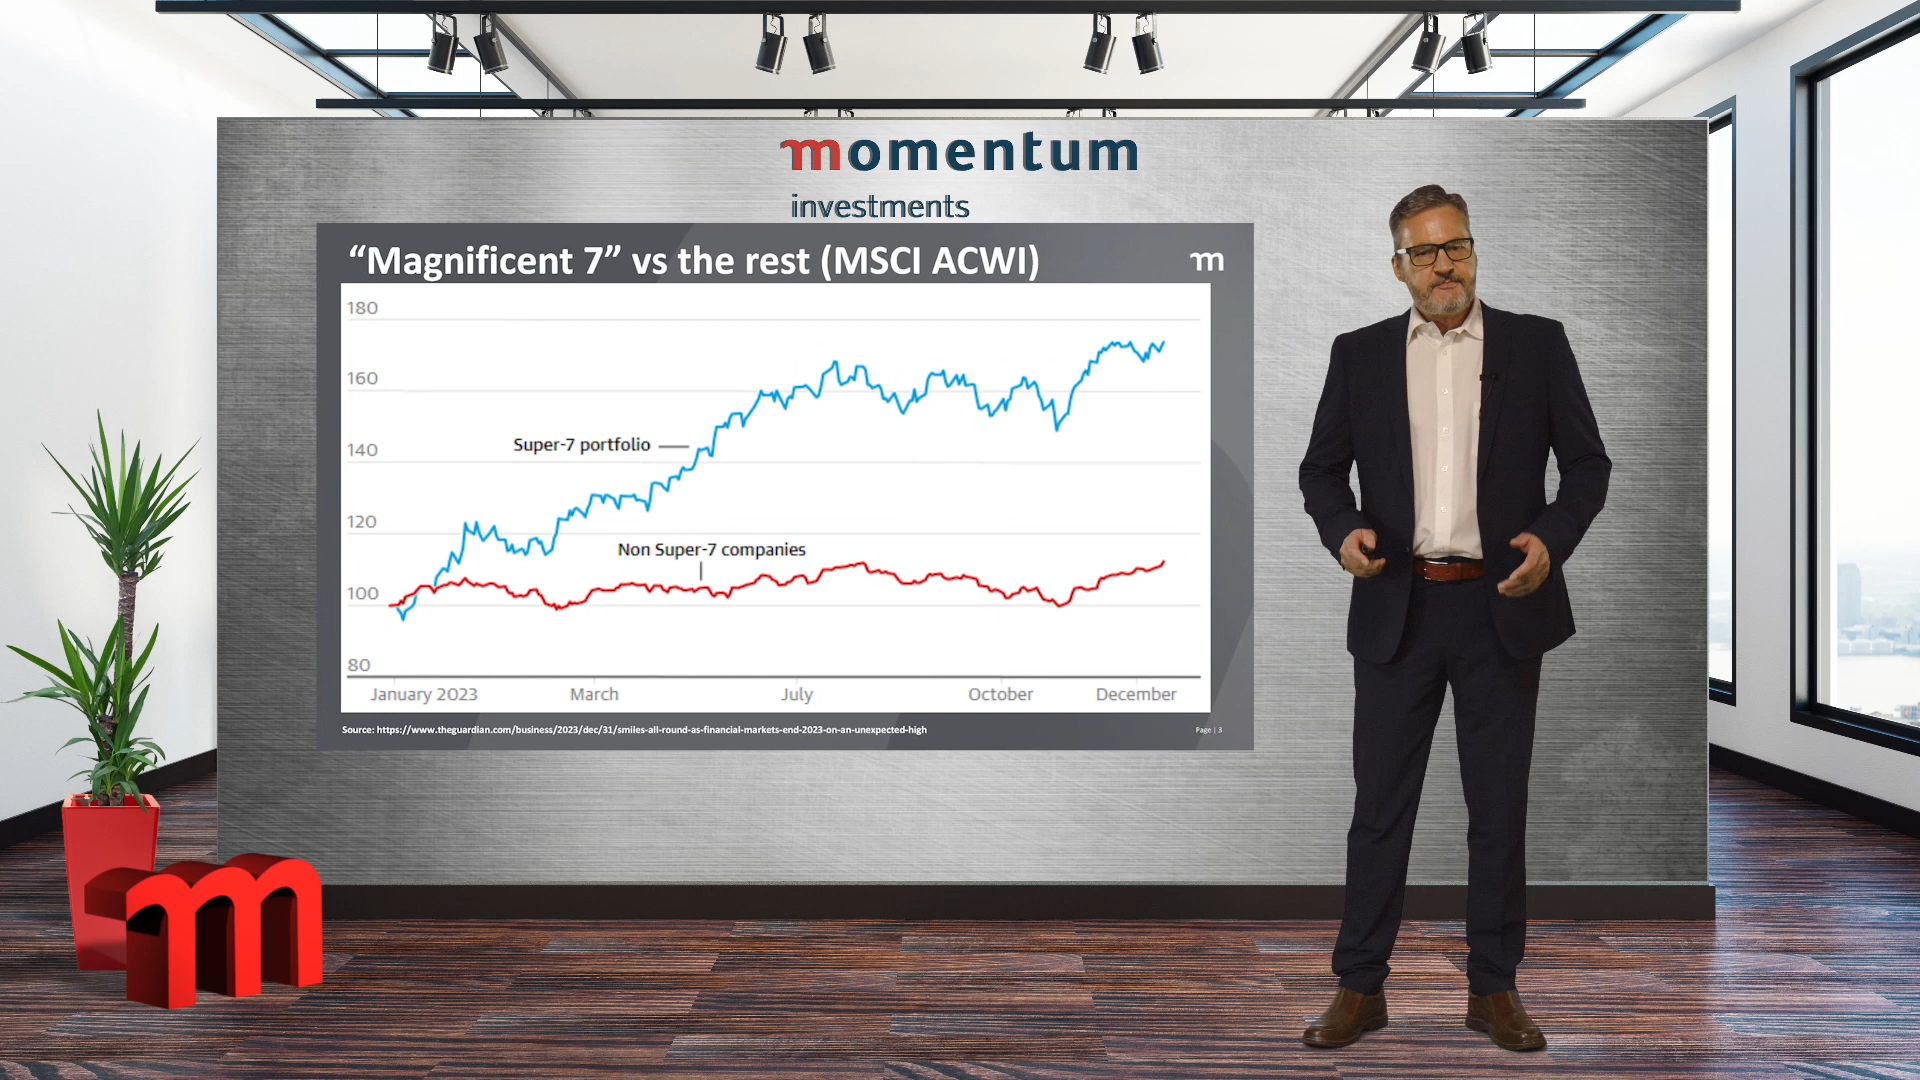 momentum
investments
“Magnificent 7” vs the rest (MSCI ACWI)
m
180
160
Super-7 portfolio
140
120
Non Super-7 companies
100
80
January 2023
March
July
October
December
Source: https://www.theguardian.com/business/2023/dec/31/smiles-all-round-as-financial-markets-end-2023-on-an-unexpected-high
Page | 3
m